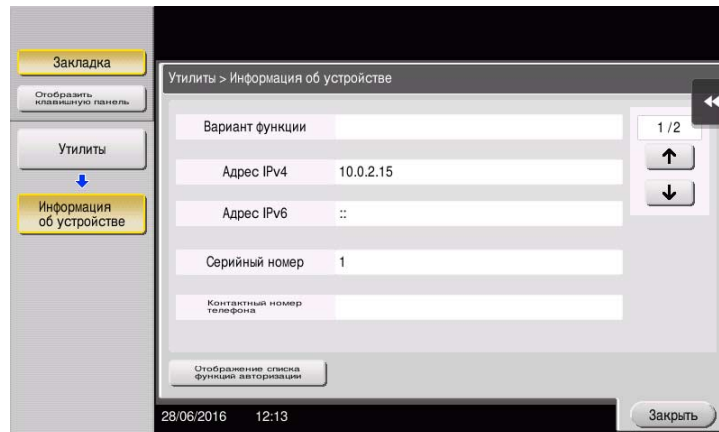 Закладка
Отобразить
клавишную панель
Утилиты
Информация
об устройстве
Утилиты > Информация об устройстве
Вариант функции
1 /2
Адрес IPv4 10.0.2.15
Адрес IPv6 ::
Серийный номер 1
Контактный номер
телефона
Отображение списка
функций авторизации
28/06/2016 12:13
Закрыть